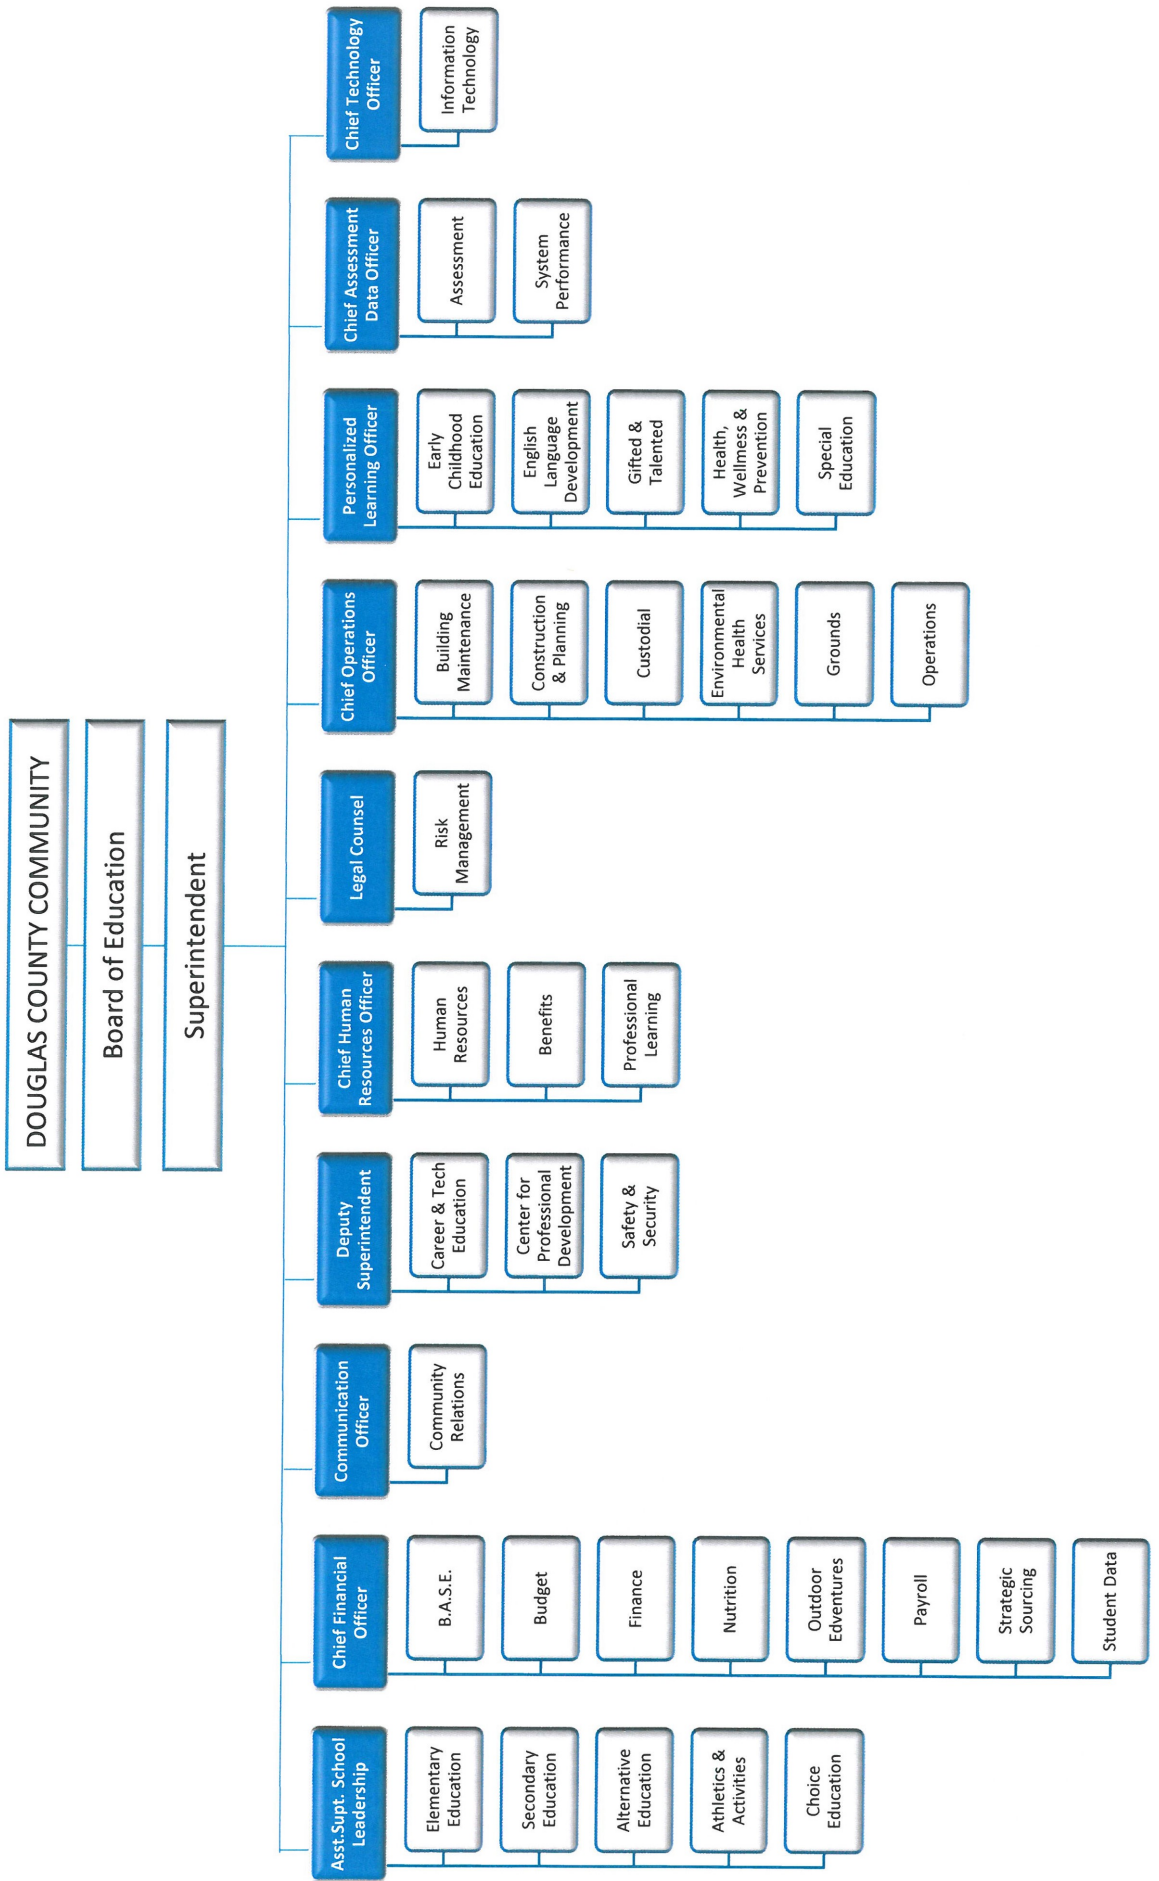 DOUGLAS COUNTY COMMUNITY
Board of Education
Superintendent
Asst.Supt. School
Leadership
Elementary
Education
Secondary
Education
Alternative
Education
Athletics &
Activities
Choice
Education
Chief Financial
Officer
B.A.S.E.
Budget
Finance
Nutrition
Outdoor
Edventures
Payroll
Strategic
Sourcing
Student Data
Communication
Officer
Community
Relations
Deputy
Superintendent
Career & Tech
Education
Center for
Professional
Development
Safety &
Security
Chief Human
Resources Officer
Human
Resources
Benefits
Professional
Learning
Legal Counsel
Risk
Management
Chief Operations
Officer
Building
Maintenance
Construction
& Planning
Custodial
Environmental
Health
Services
Grounds
Operations
Personalized
Learning Officer
Early
Childhood
Education
English
Language
Development
Gifted &
Talented
Health,
Wellness &
Prevention
Special
Education
Chief Assessment
Data Officer
Assessment
System
Performance
Chief Technology
Officer
Information
Technology